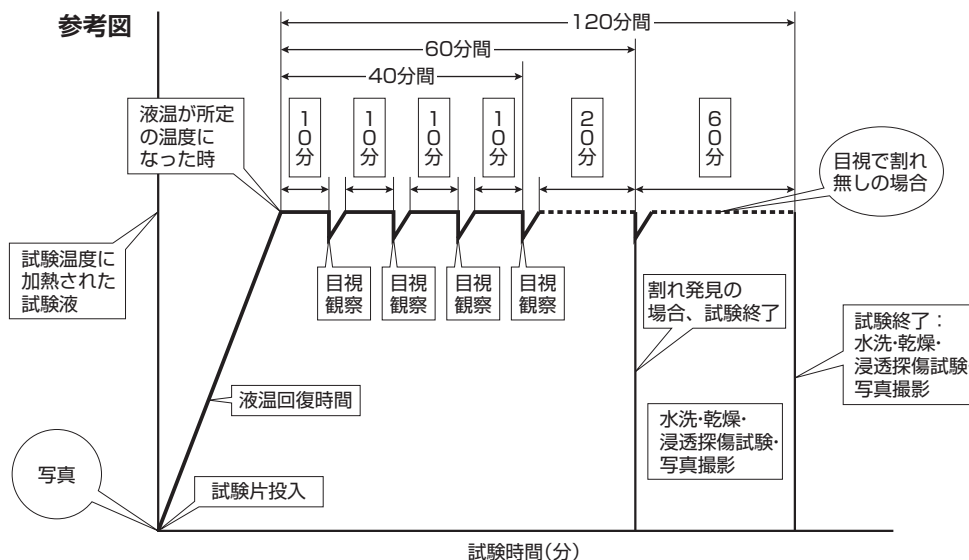 参考図
120分間
60分間
40分間
10分
10分
10分
10分
20分
60分
液温が所定
の温度に
なった時
目視で割れ
無しの場合
試験温度に
加熱された
試験液
目視
観察
目視
観察
目視
観察
目視
観察
割れ発見の
場合、試験終了
試験終了：
水洗・乾燥・
浸透探傷試験・
写真撮影
液温回復時間
水洗・乾燥・
浸透探傷試験・
写真撮影
写真
試験片投入
試験時間(分)